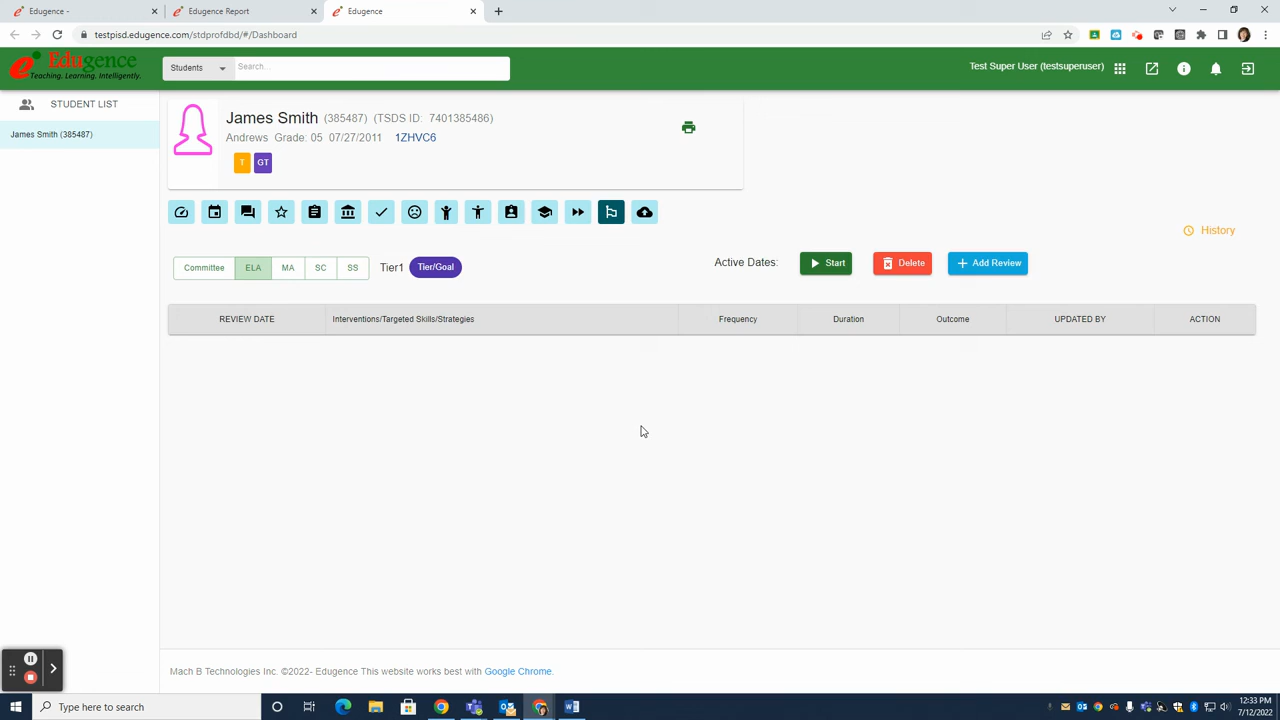 Edugence -
Edugence Report
Edugence
testpisd.edugence.com/stdprofdbd/#/Dashboard
Edugence
Teaching. Learning. Intelligently.
Students
Search...
Test Super User (testsuperuser)
STUDENT LIST
James Smith (385487)
James Smith (385487) (TSDS ID: 7401385486)
Andrews Grade: 05 07/27/2011 1ZHVC6
T GT
History
Committee ELA MA SC SS Tier1 Tier/Goal Active Dates: Start Delete Add Review
REVIEW DATE Interventions/Targeted Skills/Strategies Frequency Duration Outcome UPDATED BY ACTION
Mach B Technologies Inc. ©2022- Edugence This website works best with Google Chrome.
Type here to search
12:33 PM
7/12/2022